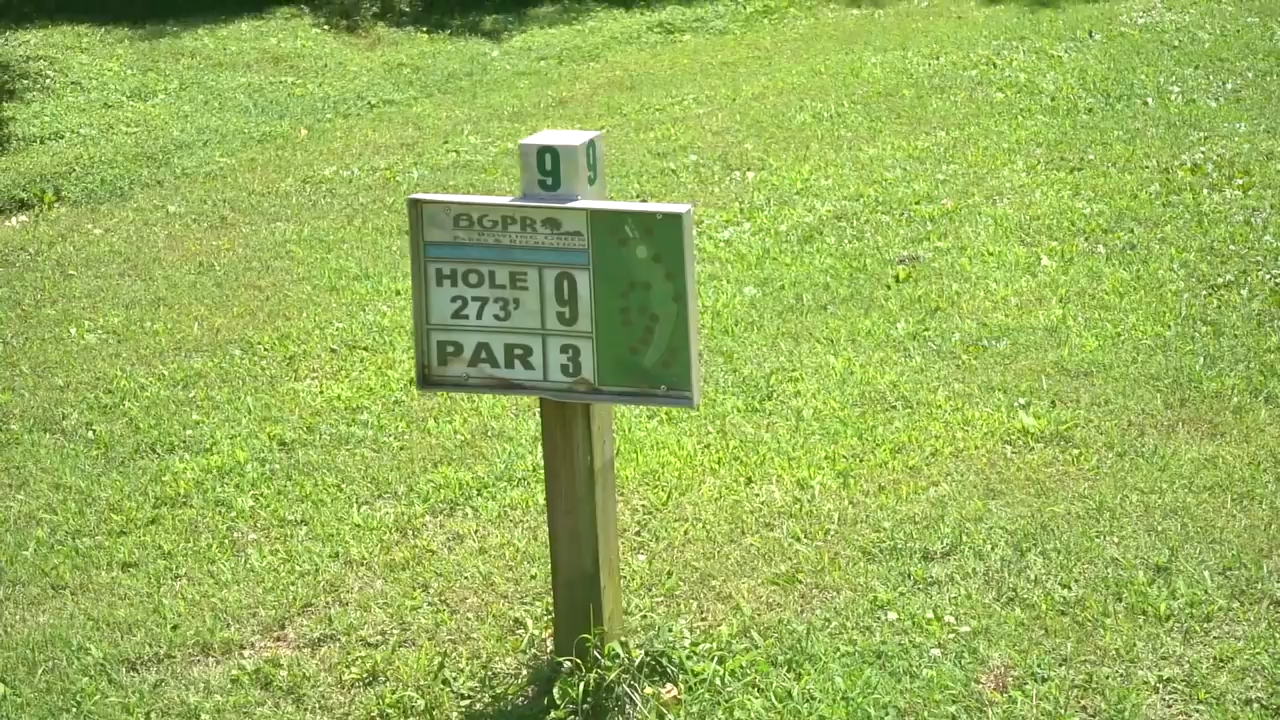 9 9
BGPR
BOWLING GREEN
PARKS & RECREATION
HOLE 9
273'
PAR 3